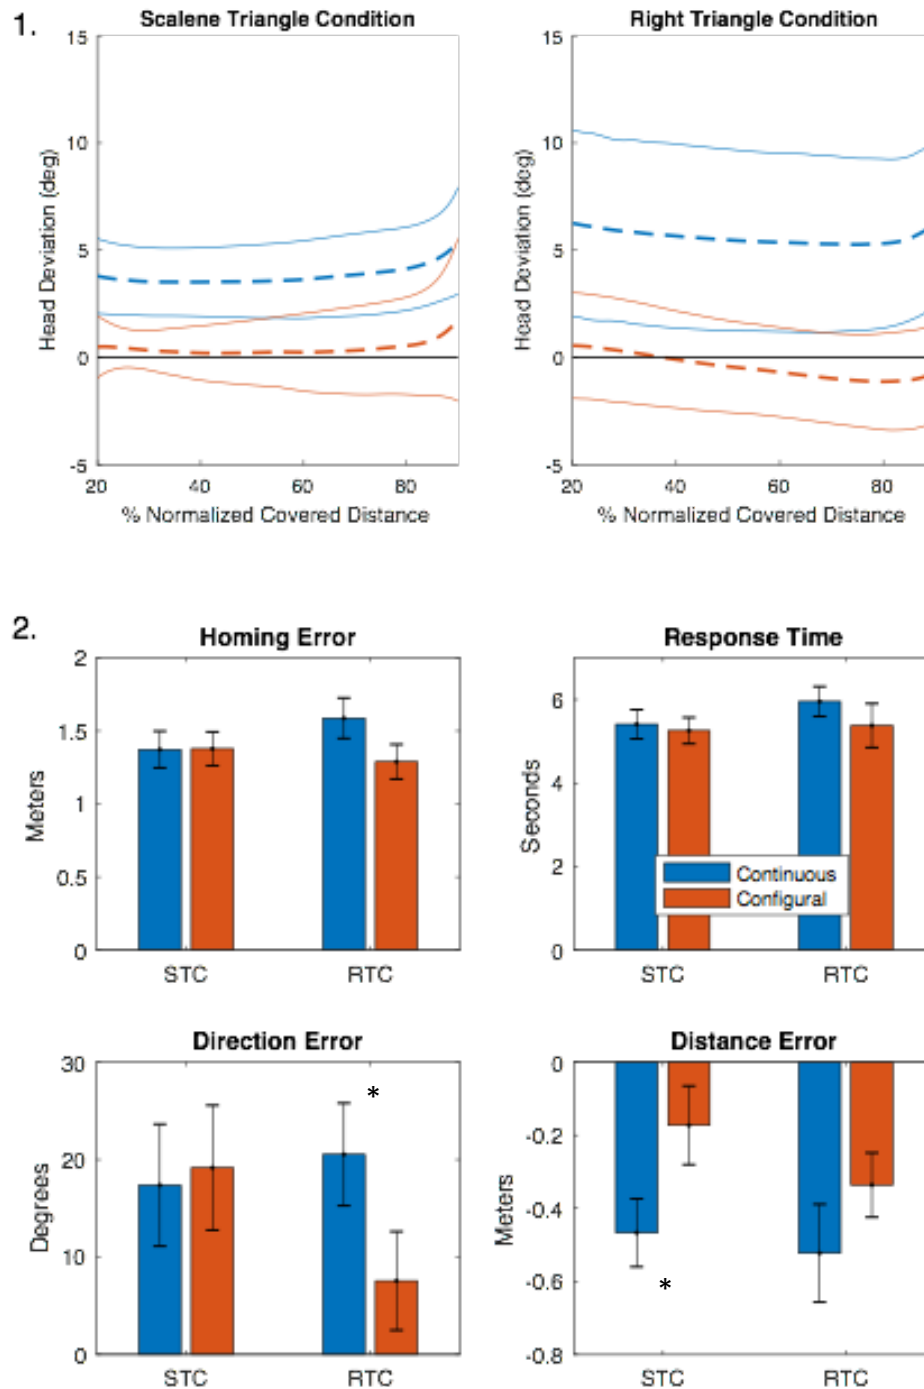 1.
Scalene Triangle Condition
15
10
5
0
-5
Head Deviation (deg)
20 40 60 80
% Normalized Covered Distance
Right Triangle Condition
15
10
5
0
-5
Head Deviation (deg)
20 40 60 80
% Normalized Covered Distance
2.
Homing Error
2
1.5
1
0.5
0
Meters
STC RTC
Response Time
6
4
2
0
Seconds
Continuous
Configural
STC RTC
Direction Error
30
20
10
0
Degrees
*
STC RTC
Distance Error
0
-0.2
-0.4
-0.6
-0.8
Meters
*
STC RTC